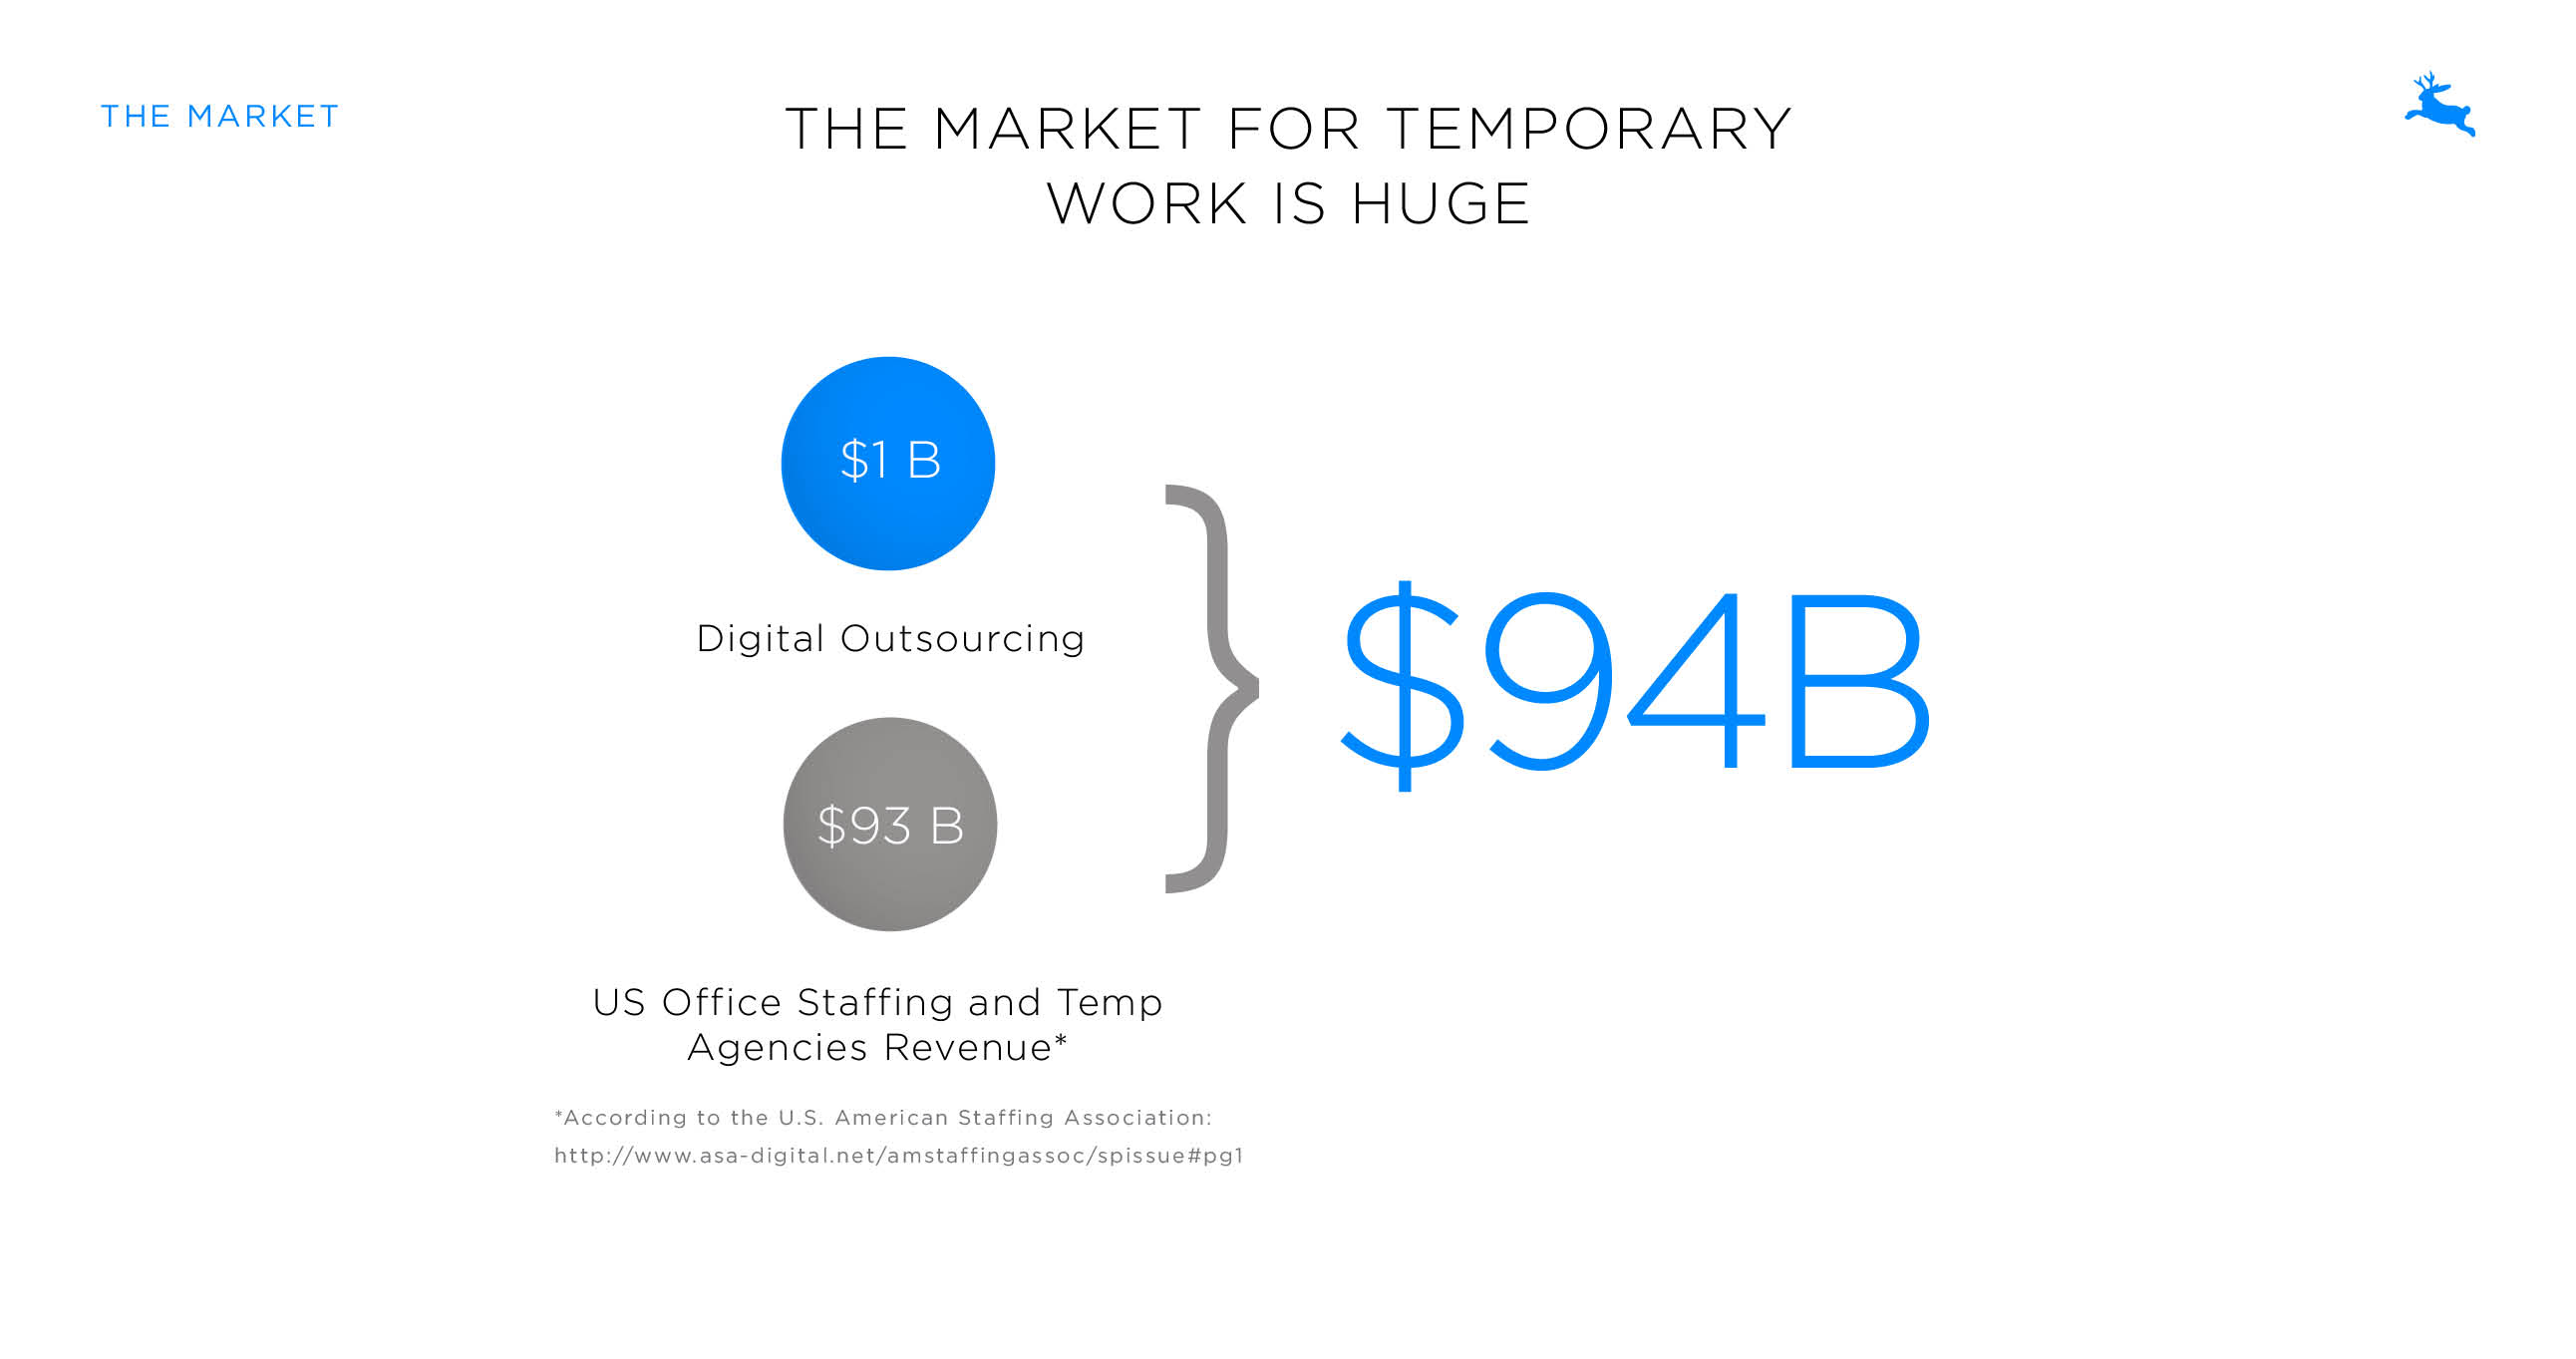 THE MARKET
THE MARKET FOR TEMPORARY
WORK IS HUGE
$1 B
Digital Outsourcing
$93 B
US Office Staffing and Temp
Agencies Revenue*
$94B
*According to the U.S. American Staffing Association:
http://www.asa-digital.net/amstaffingassoc/spissue#pg1